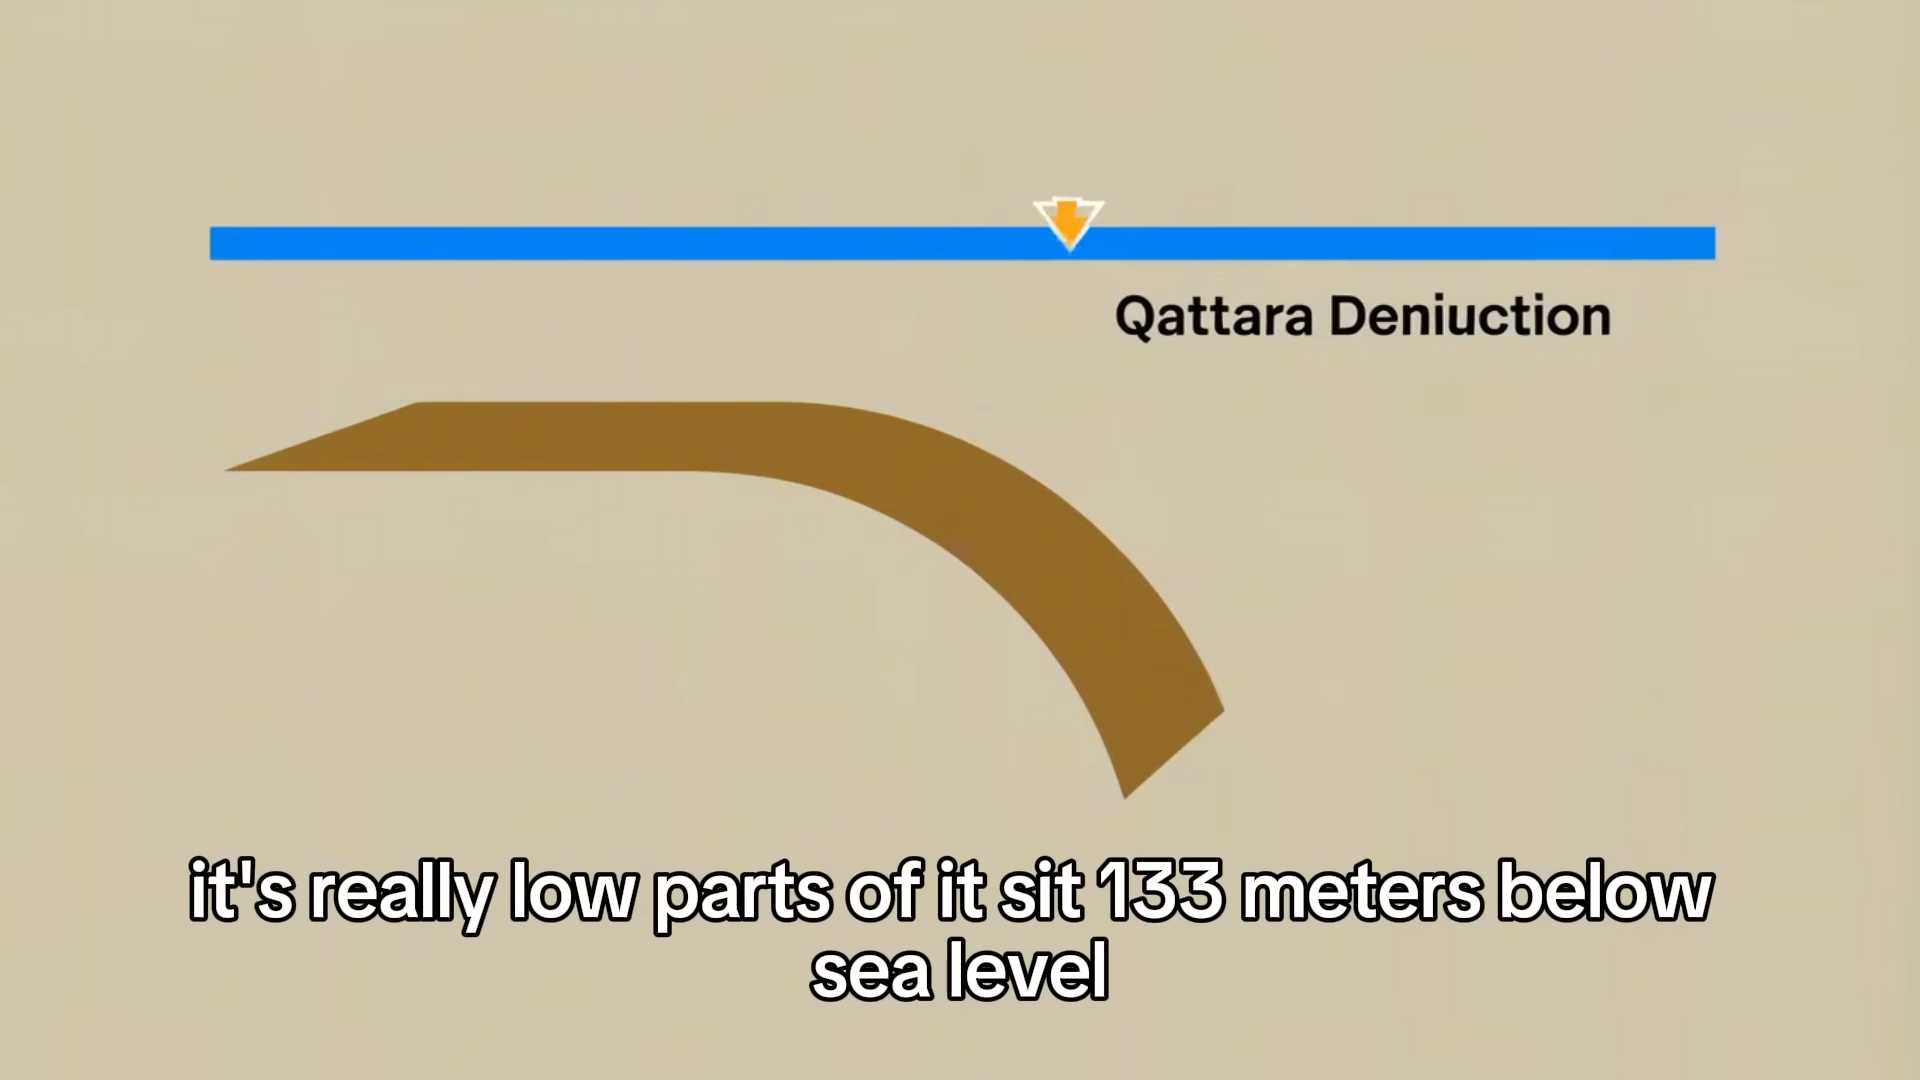 Qattara Deniuction
it's really low parts of it sit 133 meters below
sea level